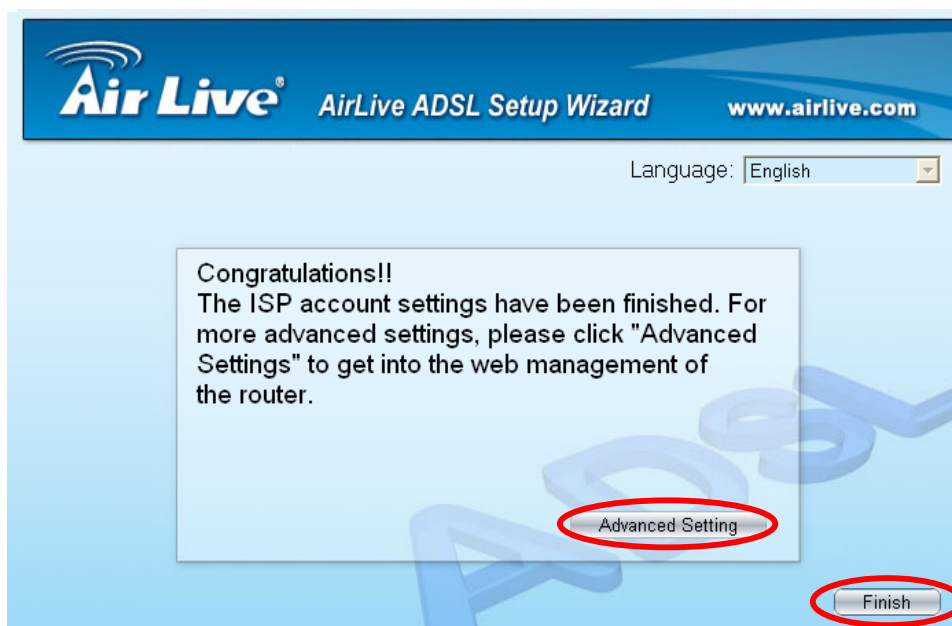 Air Live®
AirLive ADSL Setup Wizard
www.airlive.com
Language: English
Congratulations!!
The ISP account settings have been finished. For
more advanced settings, please click "Advanced
Settings" to get into the web management of
the router.
ADSL
Advanced Setting
Finish